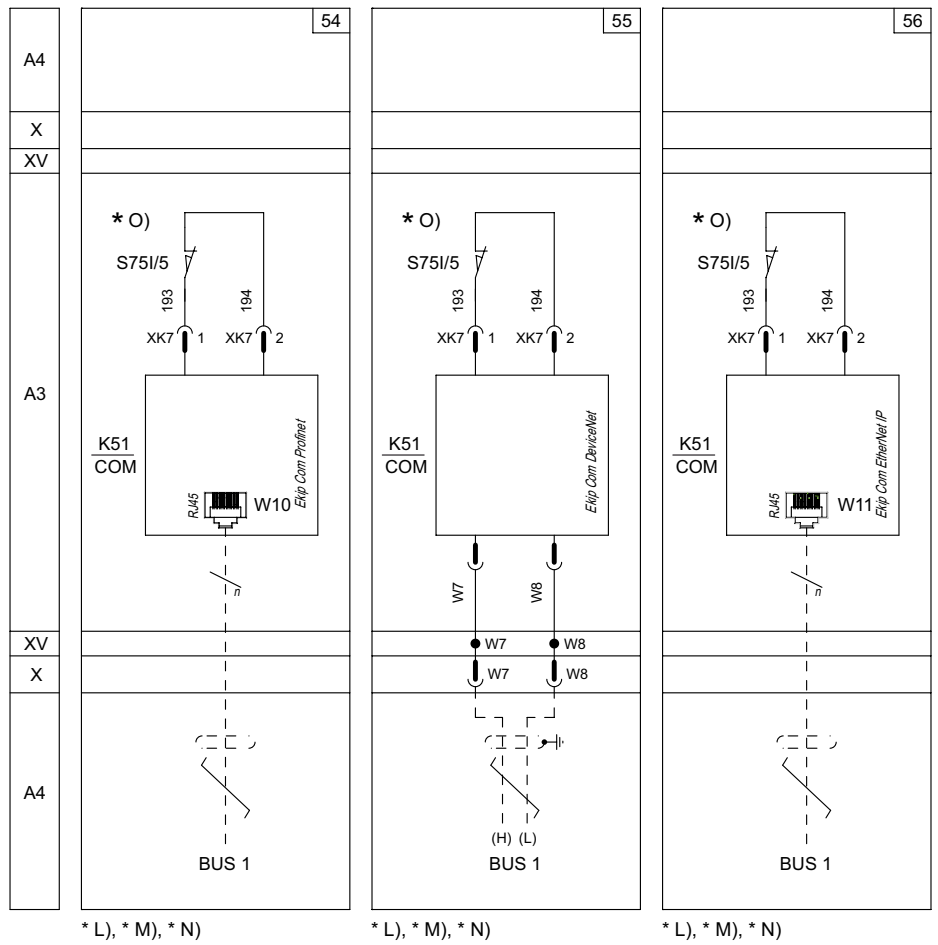 54
55
56
A4
X
XV
A3
XV
X
A4
* O)
S75I/5
193
194
XK7 1
XK7 2
K51
COM
Ekip Com Profinet
RJ45
W10
n
BUS 1
* L), * M), * N)
* O)
S75I/5
193
194
XK7 1
XK7 2
K51
COM
Ekip Com DeviceNet
W7
W8
W7
W8
W7
W8
(H) (L)
BUS 1
* L), * M), * N)
* O)
S75I/5
193
194
XK7 1
XK7 2
K51
COM
Ekip Com EtherNet IP
RJ45
W11
n
BUS 1
* L), * M), * N)